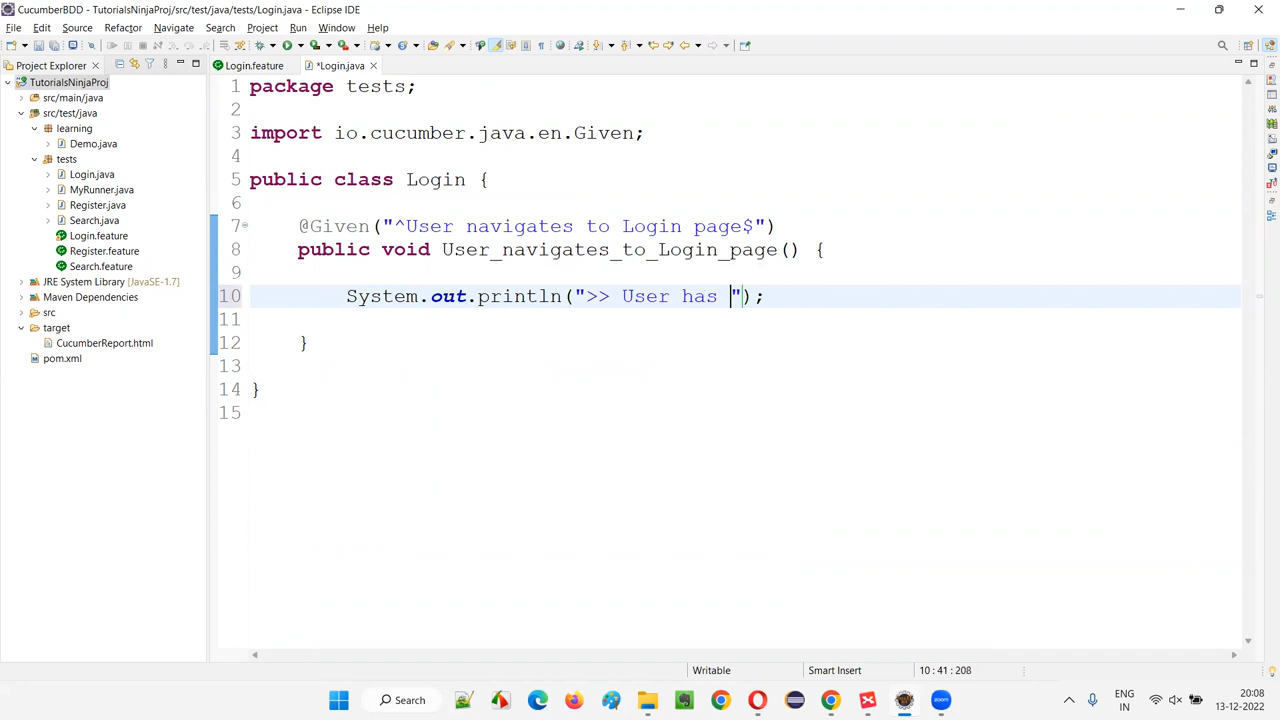 CucumberBDD - TutorialsNinjaProj/src/test/java/tests/Login.java - Eclipse IDE
File Edit Source Refactor Navigate Search Project Run Window Help
Project Explorer
Login.feature *Login.java
TutorialsNinjaProj
src/main/java
src/test/java
learning
Demo.java
tests
Login.java
MyRunner.java
Register.java
Search.java
Login.feature
Register.feature
Search.feature
JRE System Library [JavaSE-1.7]
Maven Dependencies
src
target
CucumberReport.html
pom.xml
1 package tests;
2
3 import io.cucumber.java.en.Given;
4
5 public class Login {
6
7 @Given("^User navigates to Login page$")
8 public void User_navigates_to_Login_page() {
9
10 System.out.println(">> User has ");
11
12 }
13
14 }
15
Writable Smart Insert 10 : 41 : 208
Search
zoom
ENG
IN
20:08
13-12-2022